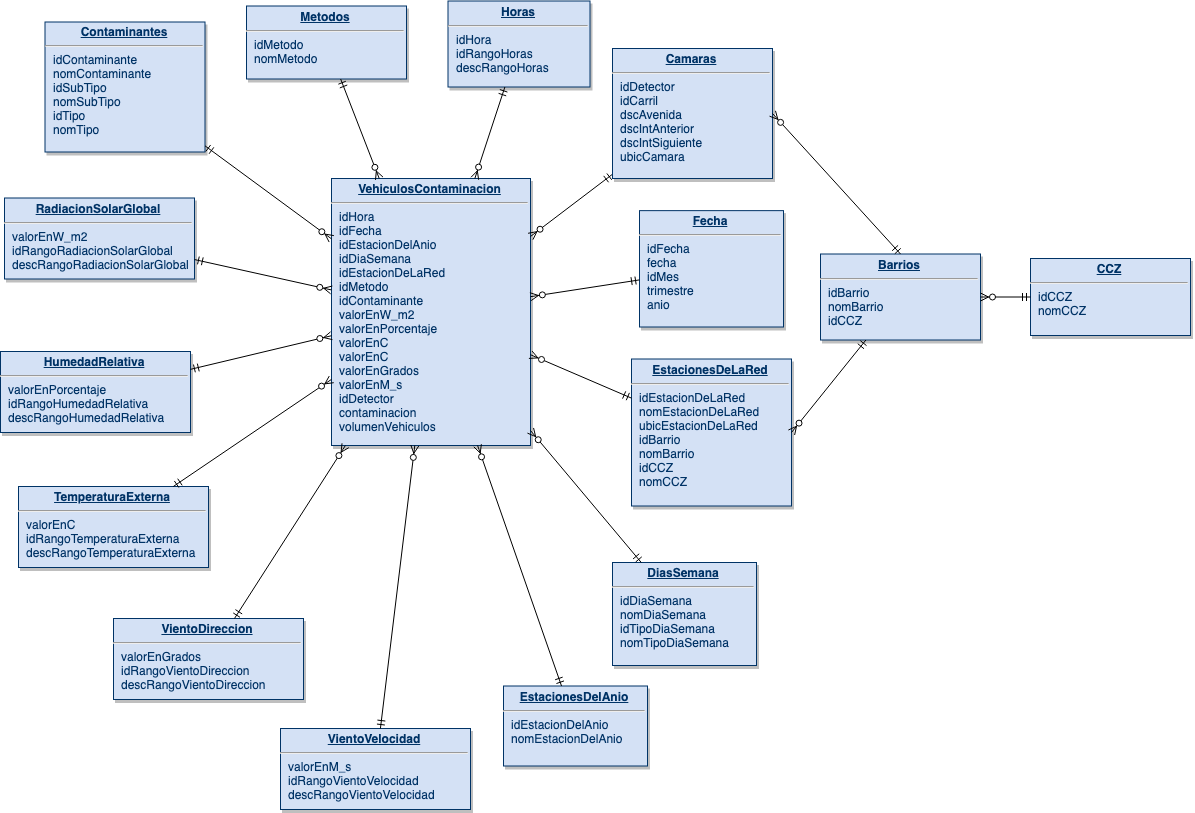 Contaminantes
idContaminante
nomContaminante
idSubTipo
nomSubTipo
idTipo
nomTipo
Metodos
idMetodo
nomMetodo
Horas
idHora
idRangoHoras
descRangoHoras
Camaras
idDetector
idCarril
dscAvenida
dscIntAnterior
dscIntSiguiente
ubicCamara
RadiacionSolarGlobal
valorEnW_m2
idRangoRadiacionSolarGlobal
descRangoRadiacionSolarGlobal
VehiculosContaminacion
idHora
idFecha
idEstacionDelAnio
idDiaSemana
idEstacionDeLaRed
idMetodo
idContaminante
valorEnW_m2
valorEnPorcentaje
valorEnC
valorEnC
valorEnGrados
valorEnM_s
idDetector
contaminacion
volumenVehiculos
Fecha
idFecha
fecha
idMes
trimestre
anio
Barrios
idBarrio
nomBarrio
idCCZ
CCZ
idCCZ
nomCCZ
HumedadRelativa
valorEnPorcentaje
idRangoHumedadRelativa
descRangoHumedadRelativa
EstacionesDeLaRed
idEstacionDeLaRed
nomEstacionDeLaRed
ubicEstacionDeLaRed
idBarrio
nomBarrio
idCCZ
nomCCZ
TemperaturaExterna
valorEnC
idRangoTemperaturaExterna
descRangoTemperaturaExterna
DiasSemana
idDiaSemana
nomDiaSemana
idTipoDiaSemana
nomTipoDiaSemana
VientoDireccion
valorEnGrados
idRangoVientoDireccion
descRangoVientoDireccion
EstacionesDelAnio
idEstacionDelAnio
nomEstacionDelAnio
VientoVelocidad
valorEnM_s
idRangoVientoVelocidad
descRangoVientoVelocidad